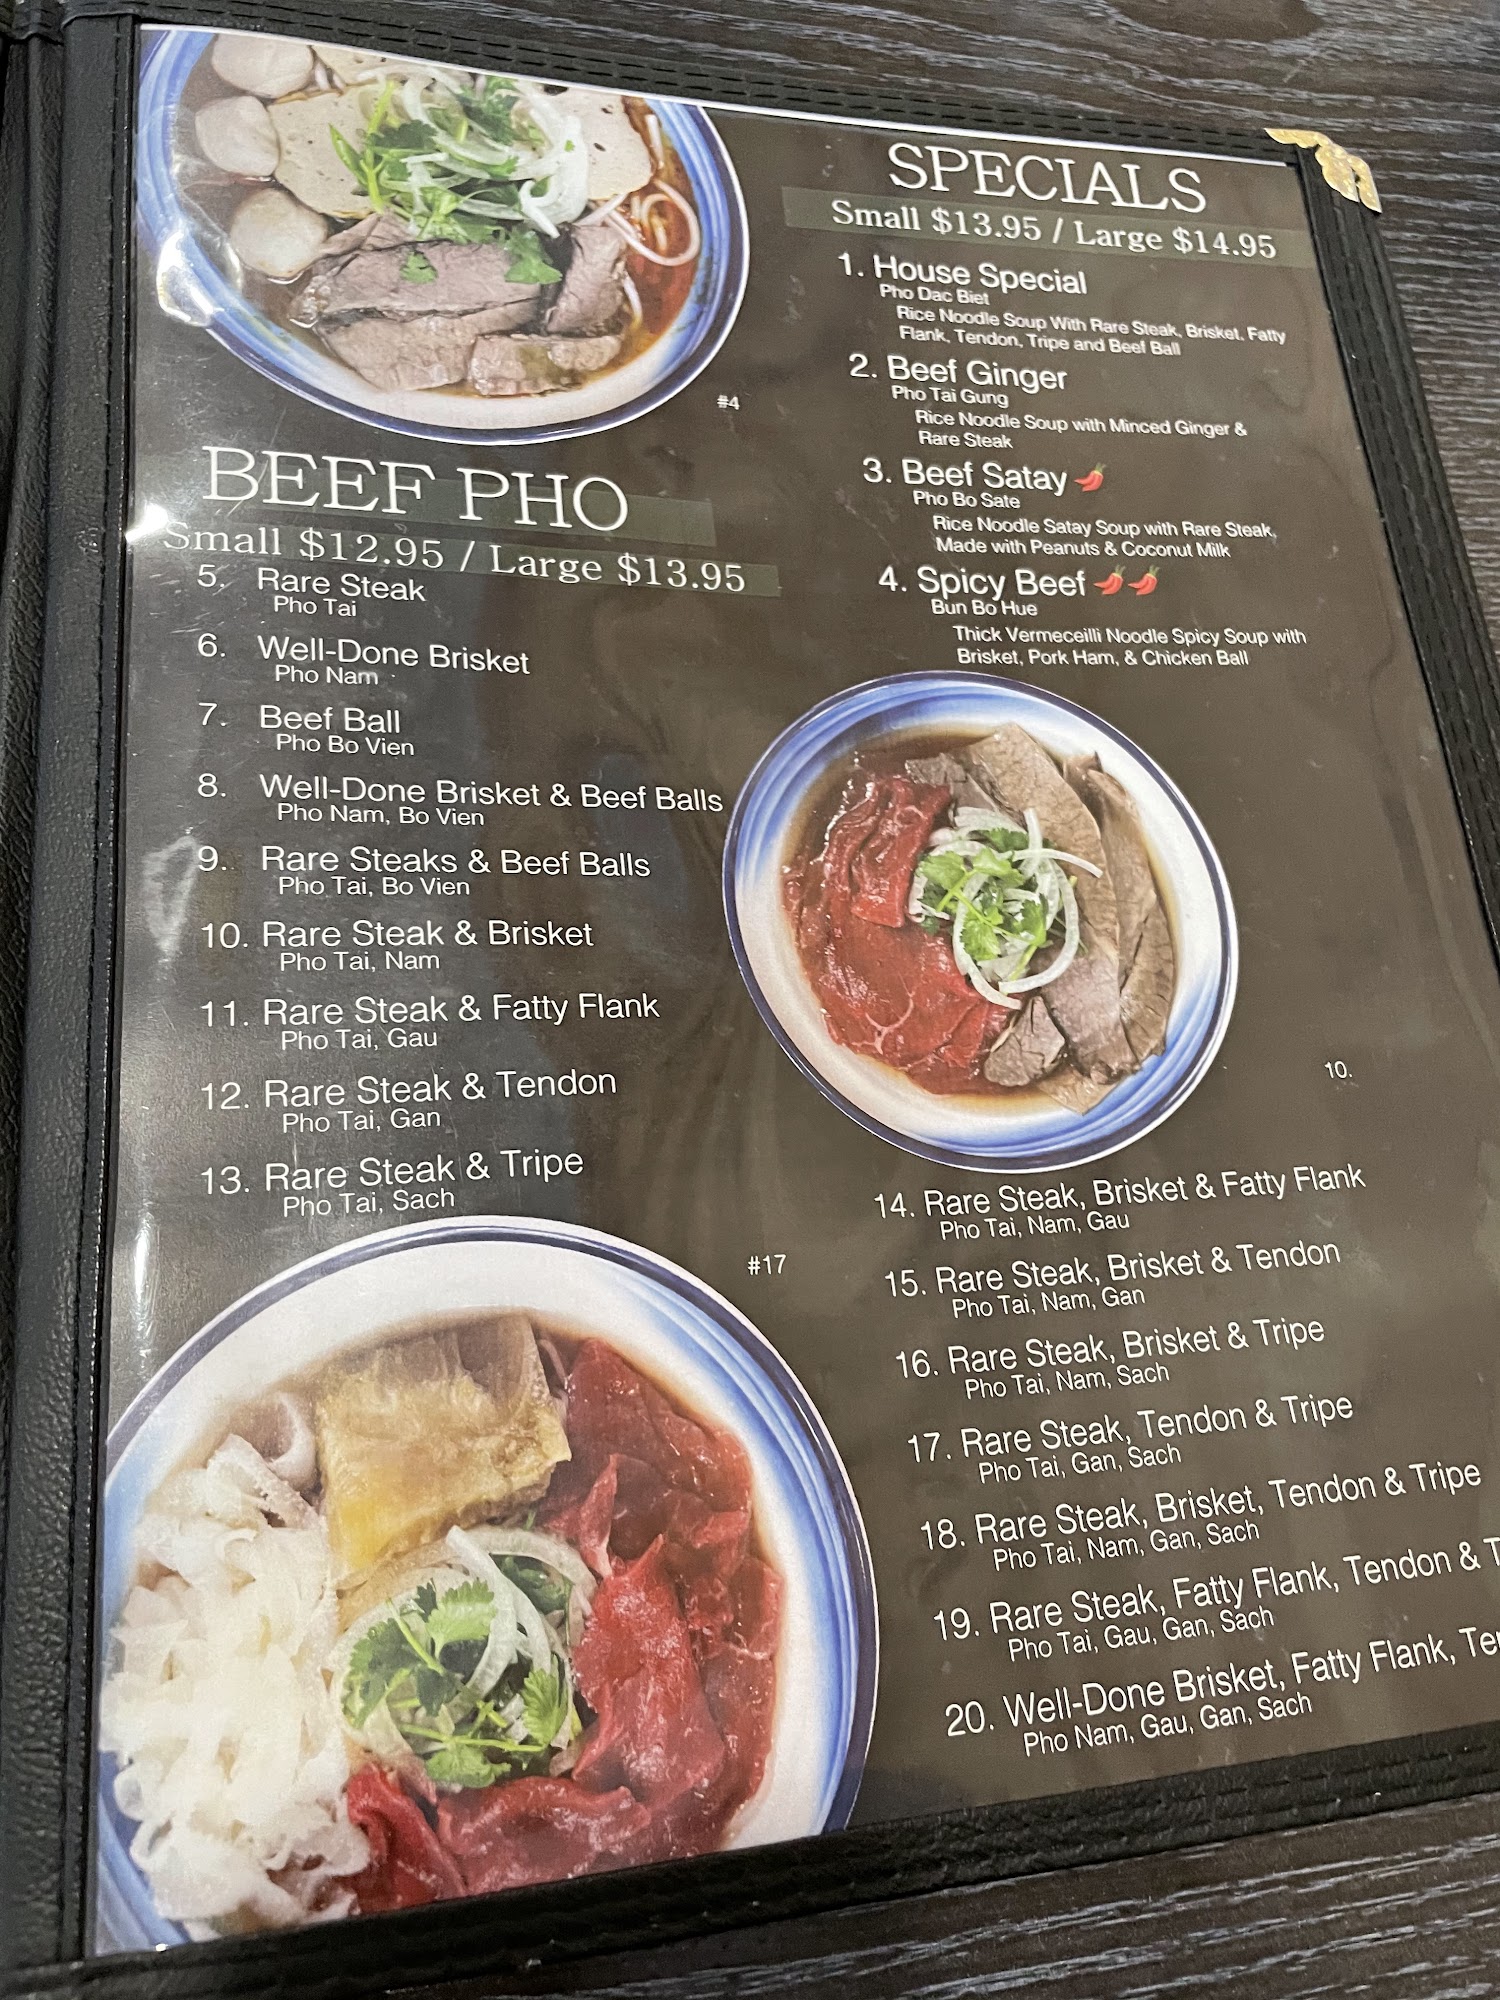 SPECIALS
Small $13.95 / Large $14.95
1. House Special
Pho Dac Biet
Rice Noodle Soup With Rare Steak, Brisket, Fatty
Flank, Tendon, Tripe and Beef Ball
2. Beef Ginger
Pho Tai Gung
Rice Noodle Soup with Minced Ginger &
Rare Steak
3. Beef Satay
Pho Bo Sate
Rice Noodle Satay Soup with Rare Steak,
Made with Peanuts & Coconut Milk
4. Spicy Beef
Bun Bo Hue
Thick Vermeceilli Noodle Spicy Soup with
Brisket, Pork Ham, & Chicken Ball
#4
BEEF PHO
Small $12.95 / Large $13.95
5. Rare Steak
Pho Tai
6. Well-Done Brisket
Pho Nam
7. Beef Ball
Pho Bo Vien
8. Well-Done Brisket & Beef Balls
Pho Nam, Bo Vien
9. Rare Steaks & Beef Balls
Pho Tai, Bo Vien
10. Rare Steak & Brisket
Pho Tai, Nam
11. Rare Steak & Fatty Flank
Pho Tai, Gau
12. Rare Steak & Tendon
Pho Tai, Gan
13. Rare Steak & Tripe
Pho Tai, Sach
10.
#17
14. Rare Steak, Brisket & Fatty Flank
Pho Tai, Nam, Gau
15. Rare Steak, Brisket & Tendon
Pho Tai, Nam, Gan
16. Rare Steak, Brisket & Tripe
Pho Tai, Nam, Sach
17. Rare Steak, Tendon & Tripe
Pho Tai, Gan, Sach
18. Rare Steak, Brisket, Tendon & Tripe
Pho Tai, Nam, Gan, Sach
19. Rare Steak, Fatty Flank, Tendon &
Pho Tai, Gau, Gan, Sach
20. Well-Done Brisket, Fatty Flank,
Pho Nam, Gau, Gan, Sach